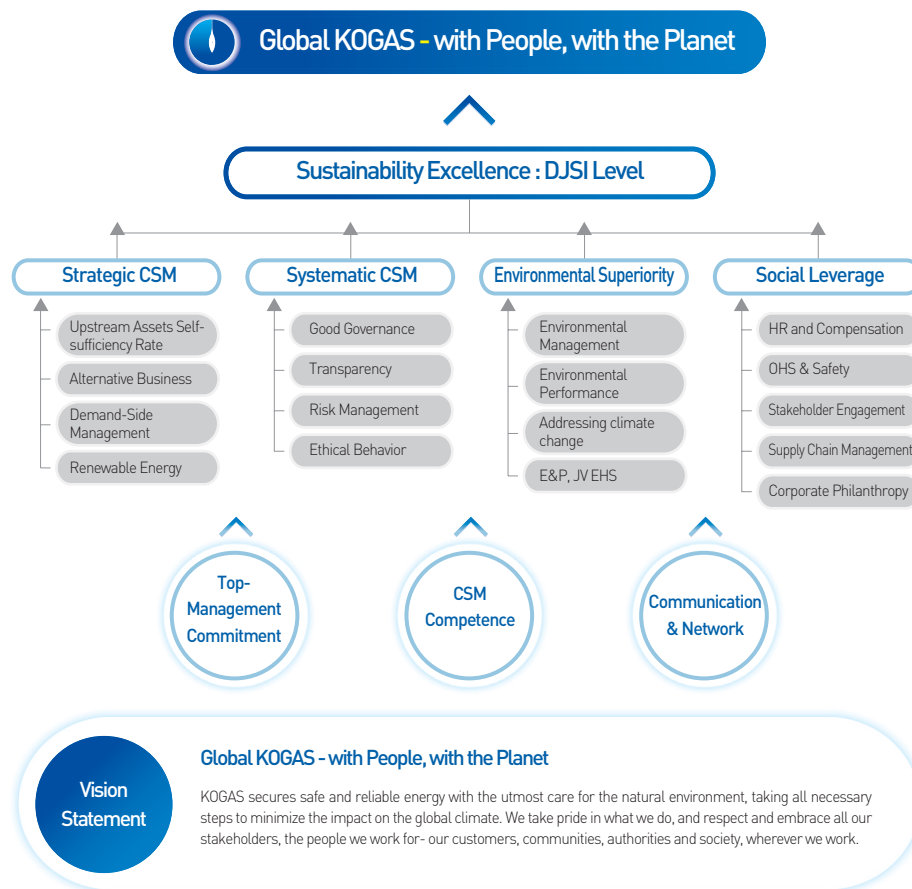 Global KOGAS - with People, with the Planet
Sustainability Excellence : DJSI Level
Strategic CSM
Upstream Assets Self-
sufficiency Rate
Alternative Business
Demand-Side
Management
Renewable Energy
Systematic CSM
Good Governance
Transparency
Risk Management
Ethical Behavior
Environmental Superiority
Environmental
Management
Environmental
Performance
Addressing climate
change
E&P, JV EHS
Social Leverage
HR and Compensation
OHS & Safety
Stakeholder Engagement
Supply Chain Management
Corporate Philanthropy
Top-
Management
Commitment
CSM
Competence
Communication
& Network
Vision
Statement
Global KOGAS - with People, with the Planet
KOGAS secures safe and reliable energy with the utmost care for the natural environment, taking all necessary
steps to minimize the impact on the global climate. We take pride in what we do, and respect and embrace all our
stakeholders, the people we work for- our customers, communities, authorities and society, wherever we work.